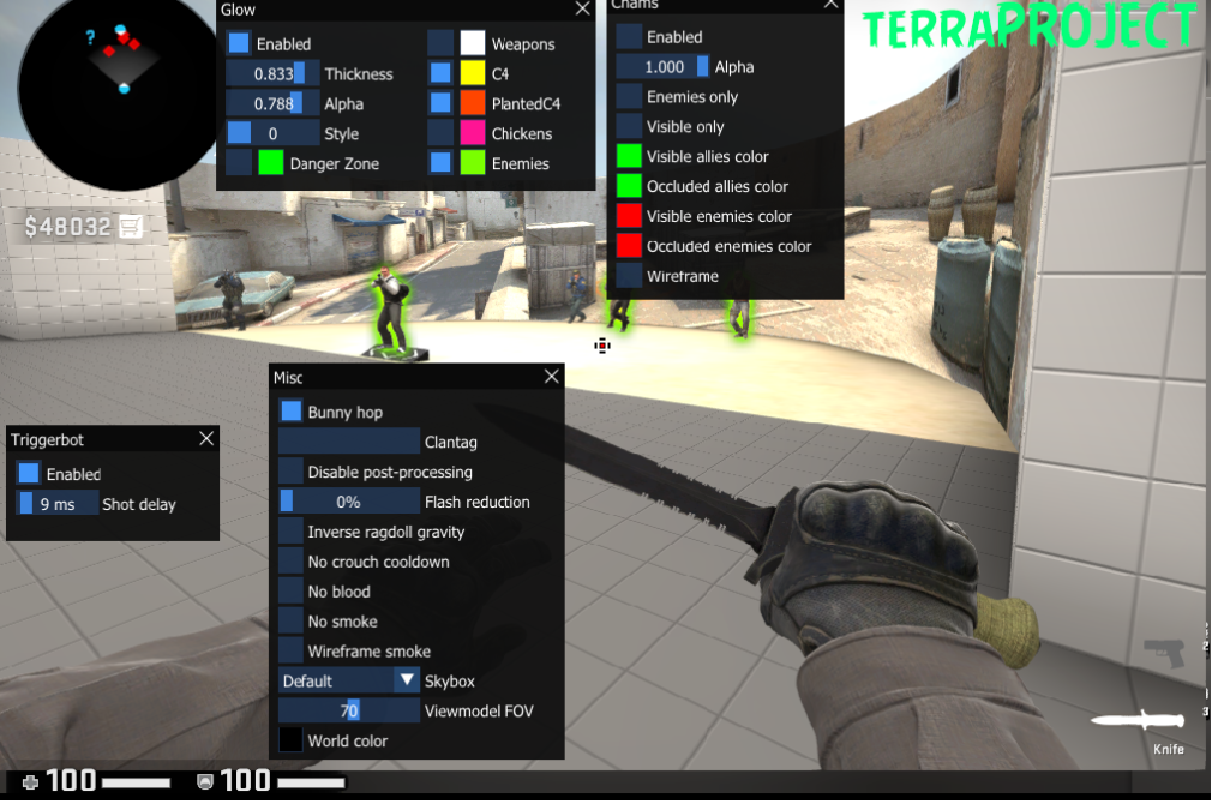 Glow
Enabled
Weapons
0.833
Thickness
C4
0.788
Alpha
PlantedC4
0
Style
Chickens
Danger Zone
Enemies
Chams
Enabled
1.000
Alpha
Enemies only
Visible only
Visible allies color
Occluded allies color
Visible enemies color
Occluded enemies color
Wireframe
TERRAPROJECT
?
$48032
Triggerbot
Enabled
9 ms
Shot delay
Misc
Bunny hop
Clantag
Disable post-processing
0%
Flash reduction
Inverse ragdoll gravity
No crouch cooldown
No blood
No smoke
Wireframe smoke
Default
Skybox
70
Viewmodel FOV
World color
2
3
Knife
100
100